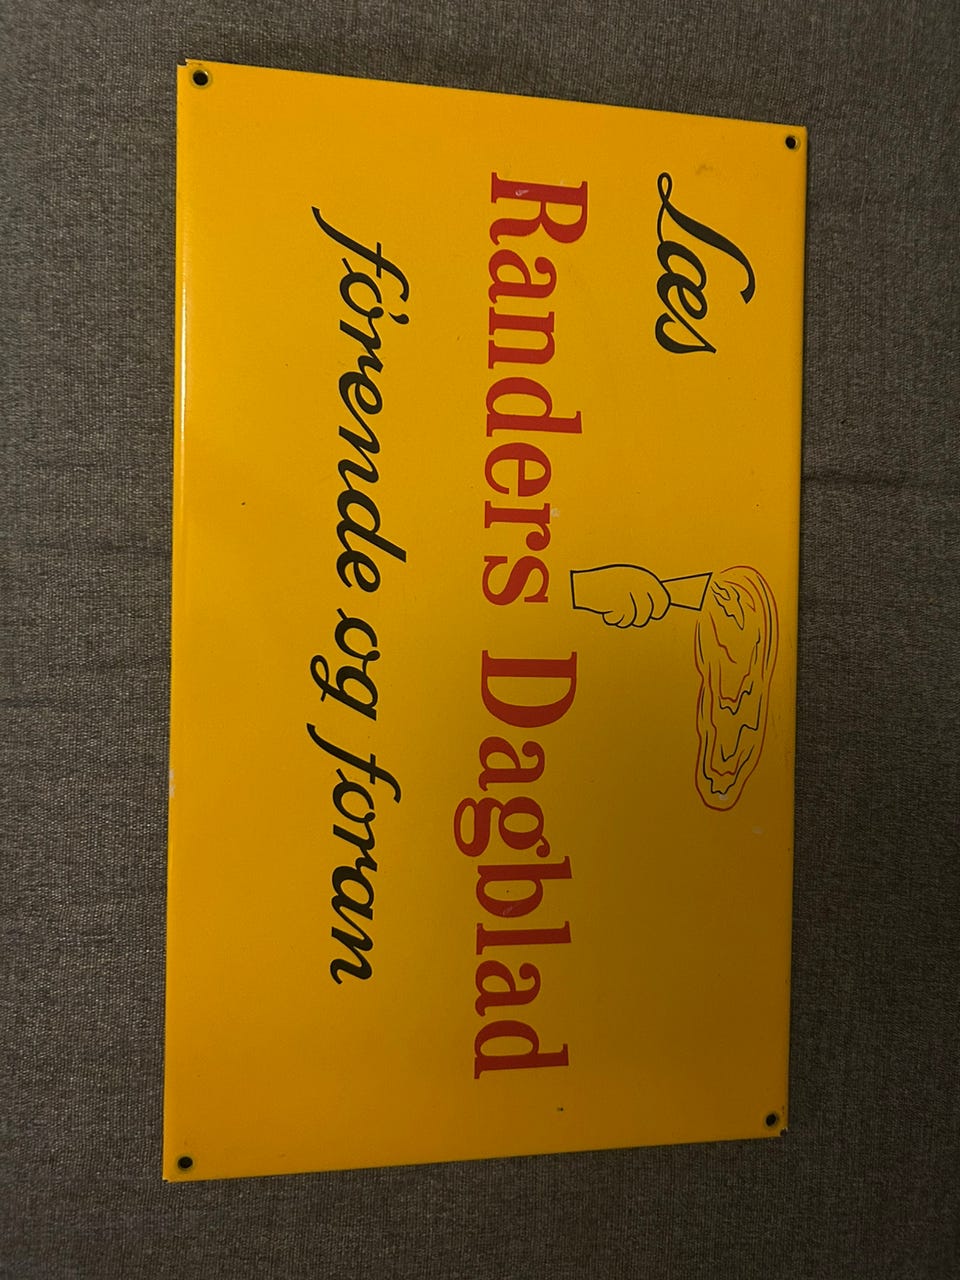 Læs
Randers Dagblad
førende og foran